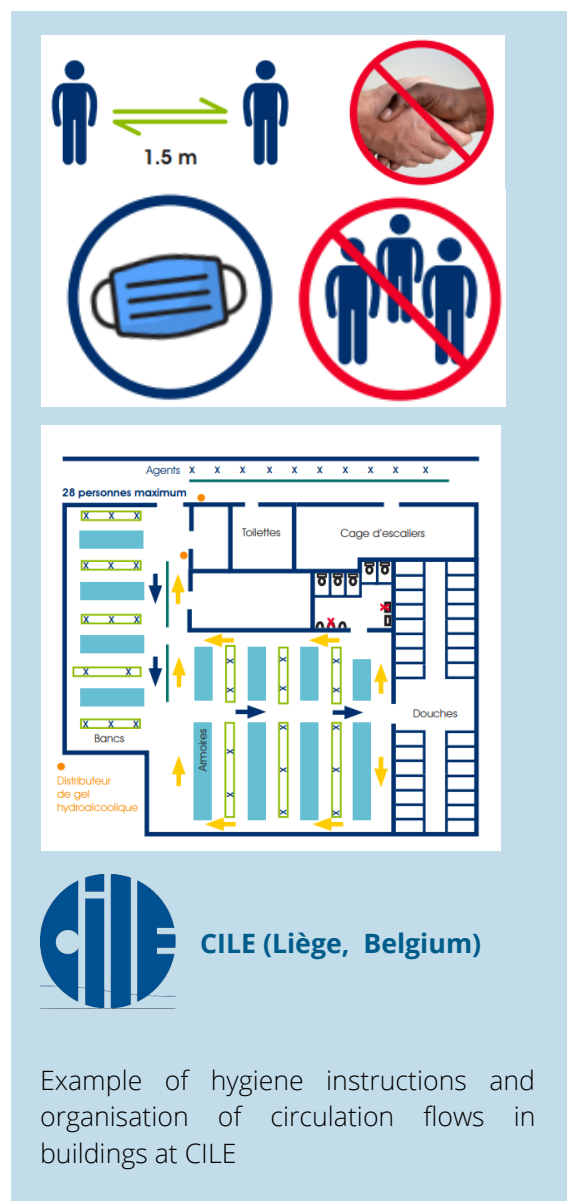 1.5 m
Agents x x x x x x x x x x
28 personnes maximum
x x x
Toilettes
Cage d'escaliers
x x x
x x x
x x
x x x
Bancs
Douches
Armoires
x x x x
x x x x
x x x x
x x x x
x x x x
Distributeur
de gel
hydroalcoolique
cile
CILE (Liège, Belgium)
Example of hygiene instructions and
organisation of circulation flows in
buildings at CILE